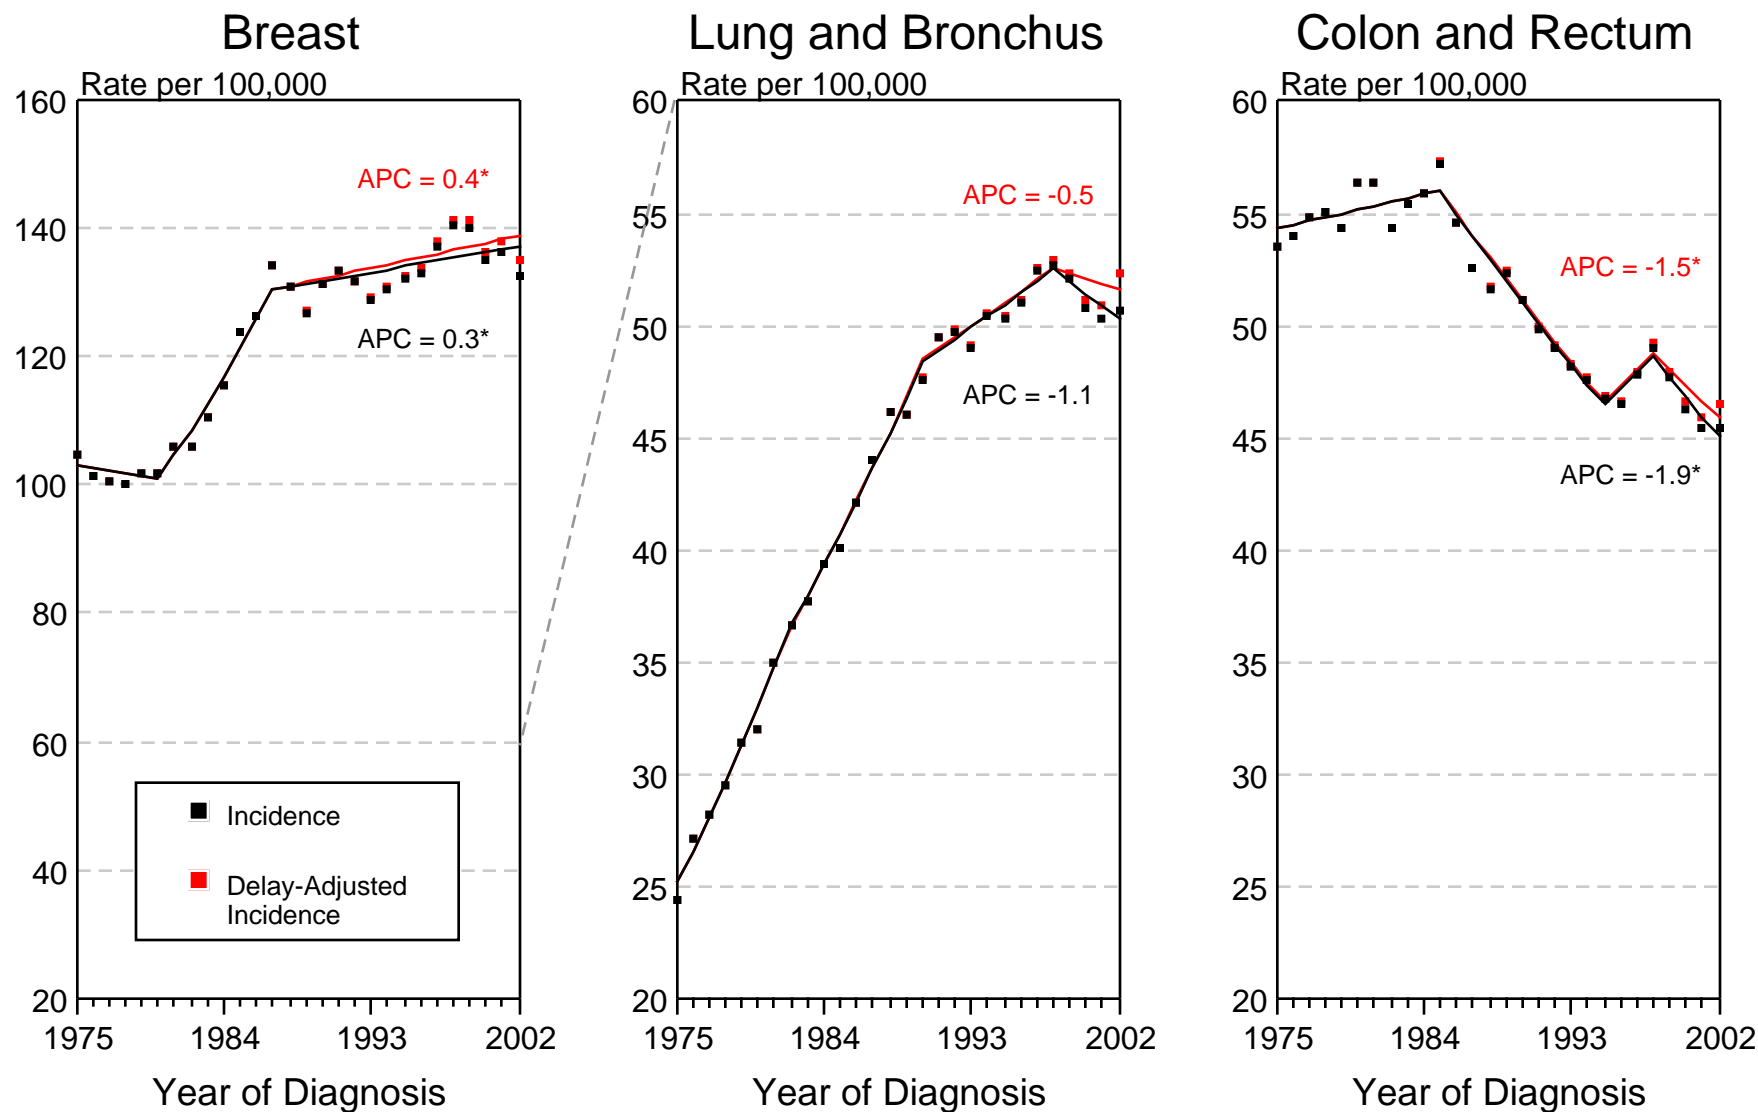 Breast
Rate per 100,000
160
140
120
100
80
60
40
20
APC = 0.4*
APC = 0.3*
Incidence
Delay-Adjusted
Incidence
1975 1984 1993 2002
Year of Diagnosis
Lung and Bronchus
Rate per 100,000
60
55
50
45
40
35
30
25
20
APC = -0.5
APC = -1.1
1975 1984 1993 2002
Year of Diagnosis
Colon and Rectum
Rate per 100,000
60
55
50
45
40
35
30
25
20
APC = -1.5*
APC = -1.9*
1975 1984 1993 2002
Year of Diagnosis